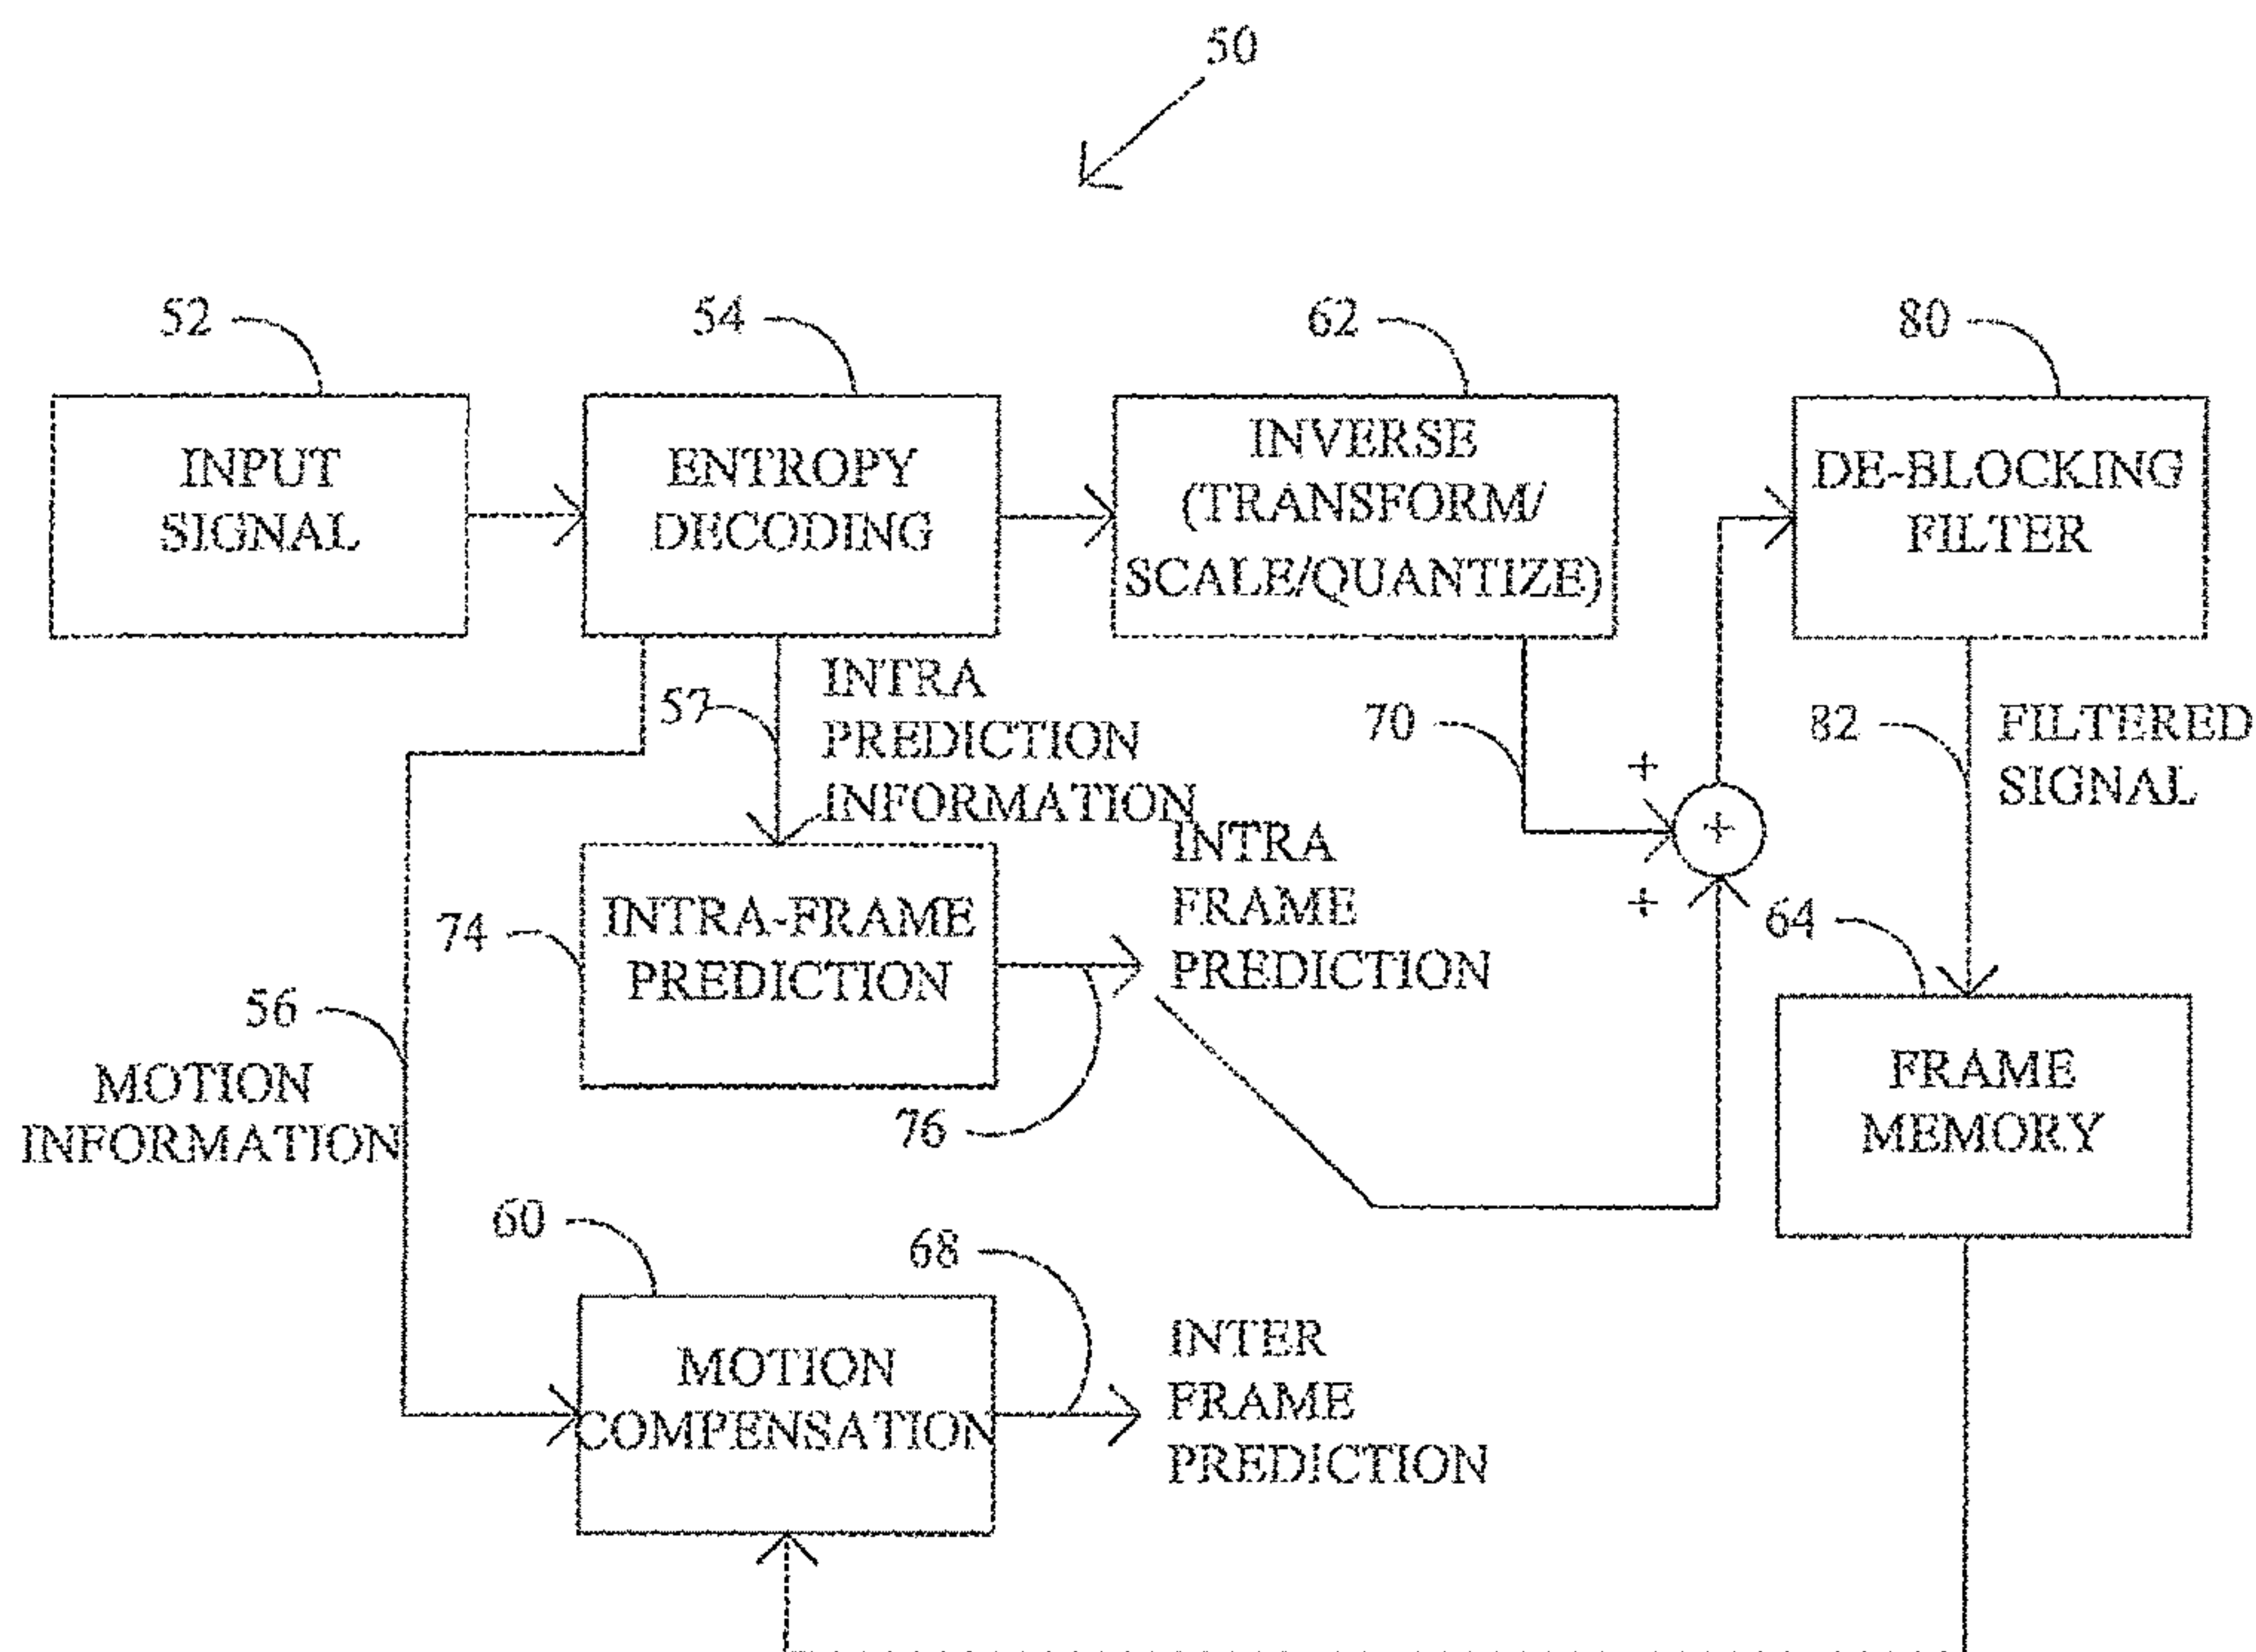 50
52
54
62
80
INPUT
SIGNAL
ENTROPY
DECODING
INVERSE
(TRANSFORM/
SCALE/QUANTIZE)
DE-BLOCKING
FILTER
57
INTRA
PREDICTION
INFORMATION
70
+
+
+
82
FILTERED
SIGNAL
74
INTRA-FRAME
PREDICTION
INTRA
FRAME
PREDICTION
76
64
FRAME
MEMORY
56
MOTION
INFORMATION
60
68
MOTION
COMPENSATION
INTER
FRAME
PREDICTION